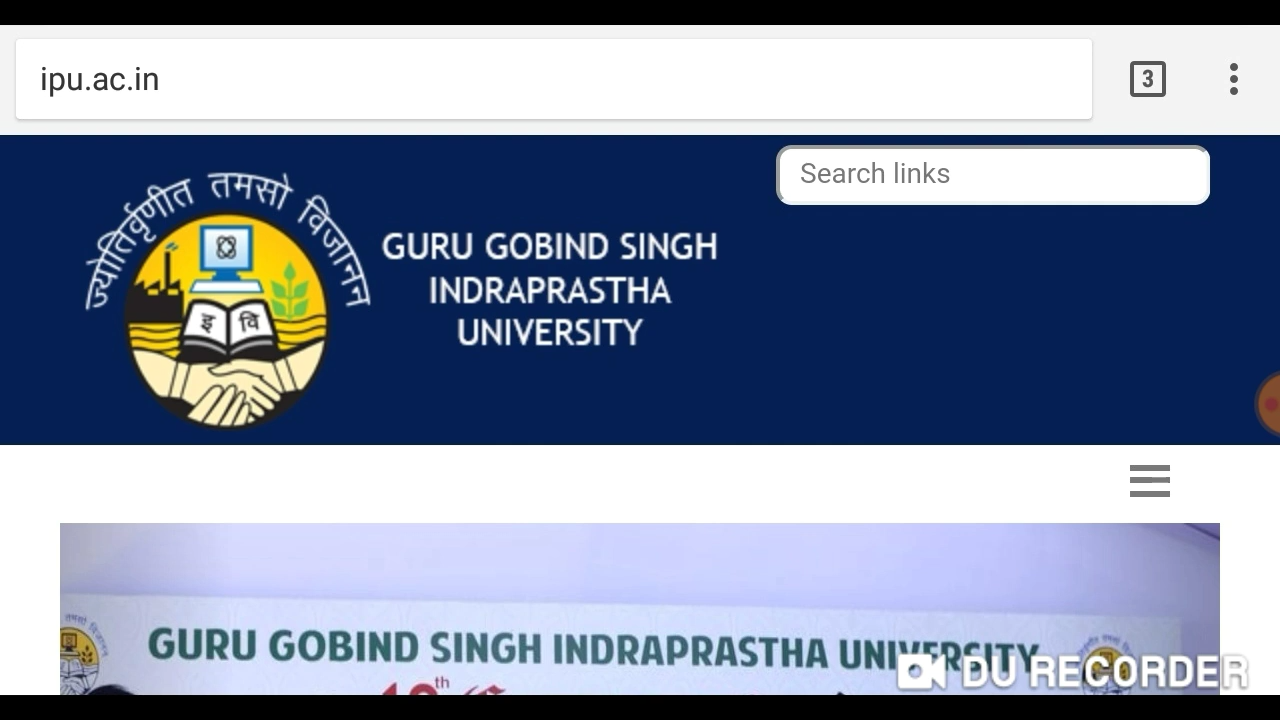 ipu.ac.in
3
Search links
ज्योतिर्वृणीत तमसो विजानन
GURU GOBIND SINGH
INDRAPRASTHA
UNIVERSITY
इ वि
GURU GOBIND SINGH INDRAPRASTHA UNIVERSITY
DU RECORDER